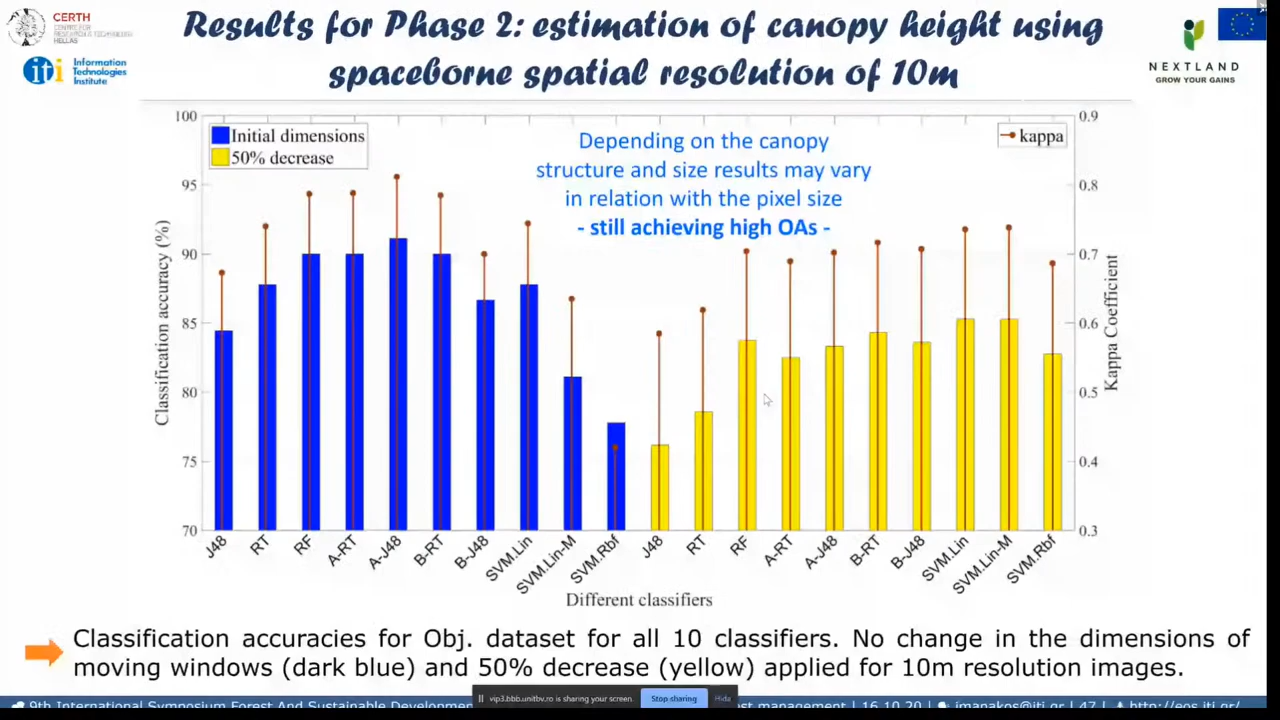 Results for Phase 2: estimation of canopy height using
spaceborne spatial resolution of 10m
CERTH
CENTRE FOR
RESEARCH & TECHNOLOGY
HELLAS
iti
Information
Technologies
Institute
NEXTLAND
GROW YOUR GAINS
Initial dimensions
50% decrease
Depending on the canopy
structure and size results may vary
in relation with the pixel size
- still achieving high OAs -
kappa
Classification accuracy (%)
100
95
90
85
80
75
70
Kappa Coefficient
0.9
0.8
0.7
0.6
0.5
0.4
0.3
J48
RT
RF
A-RT
A-J48
B-RT
B-J48
SVM.Lin
SVM.Lin-M
SVM.Rbf
J48
RT
RF
A-RT
A-J48
B-RT
B-J48
SVM.Lin
SVM.Lin-M
SVM.Rbf
Different classifiers
Classification accuracies for Obj. dataset for all 10 classifiers. No change in the dimensions of
moving windows (dark blue) and 50% decrease (yellow) applied for 10m resolution images.
vip3.bbb.unitbv.ro is sharing your screen.
Stop sharing
Hide
9th International Symposium Forest And Sustainable Developmen
st management | 16.10.20 | imanakos@iti.gr | 47 | http://eos.iti.gr/